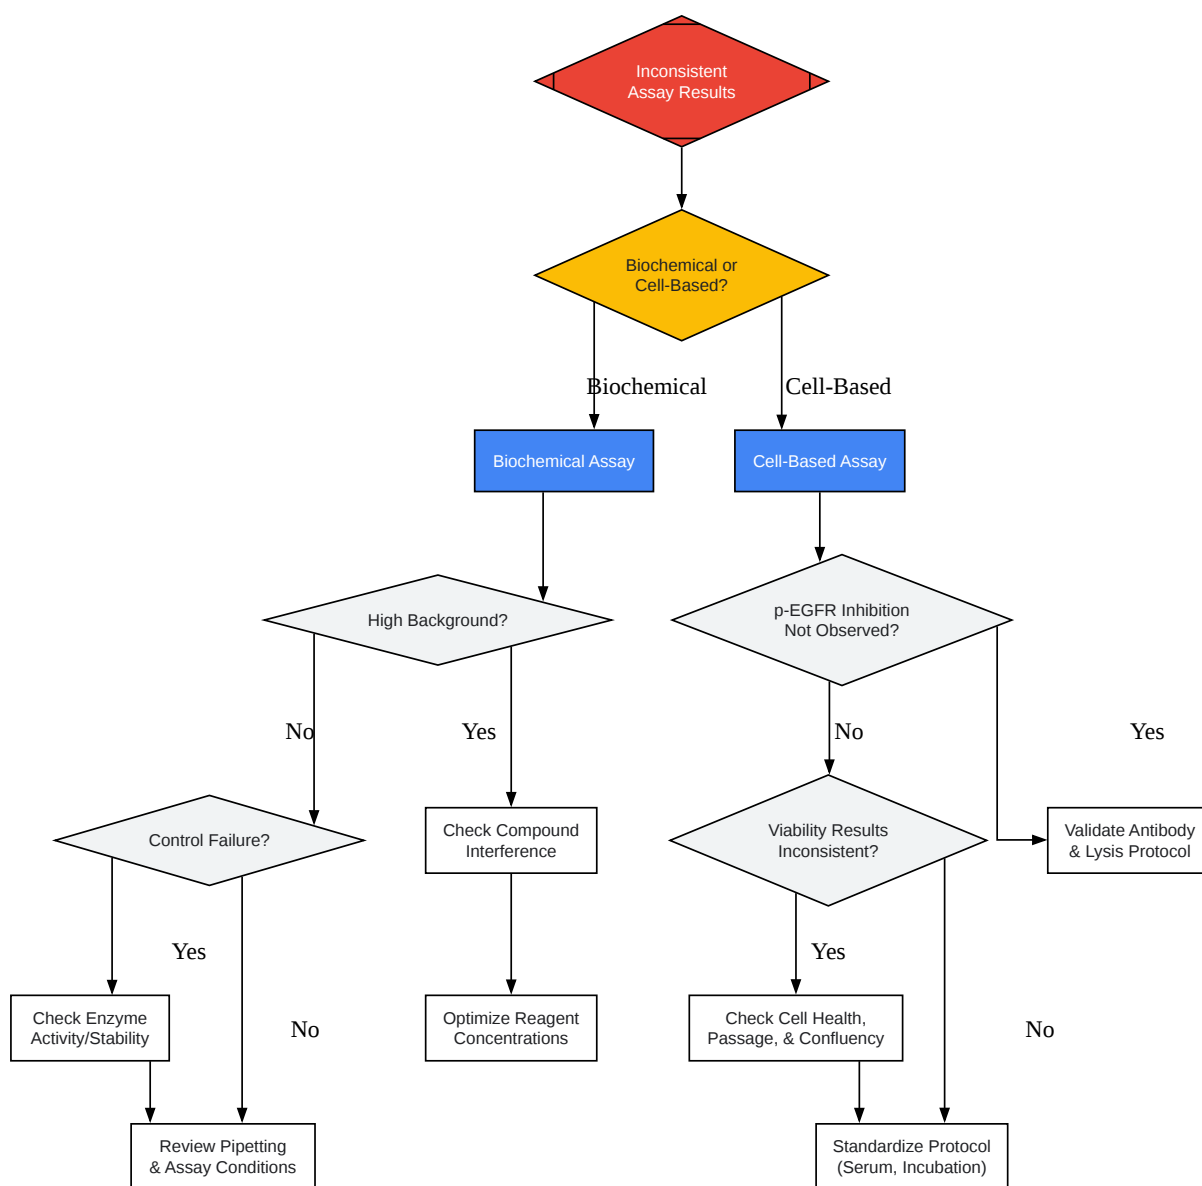 Inconsistent
Assay Results
Biochemical or
Cell-Based?
Biochemical
Cell-Based
Biochemical Assay
Cell-Based Assay
High Background?
p-EGFR Inhibition
Not Observed?
No
Yes
No
Yes
Control Failure?
Check Compound
Interference
Viability Results
Inconsistent?
Validate Antibody
& Lysis Protocol
Yes
Yes
Check Enzyme
Activity/Stability
No
Optimize Reagent
Concentrations
Check Cell Health,
Passage, & Confluency
No
Review Pipetting
& Assay Conditions
Standardize Protocol
(Serum, Incubation)